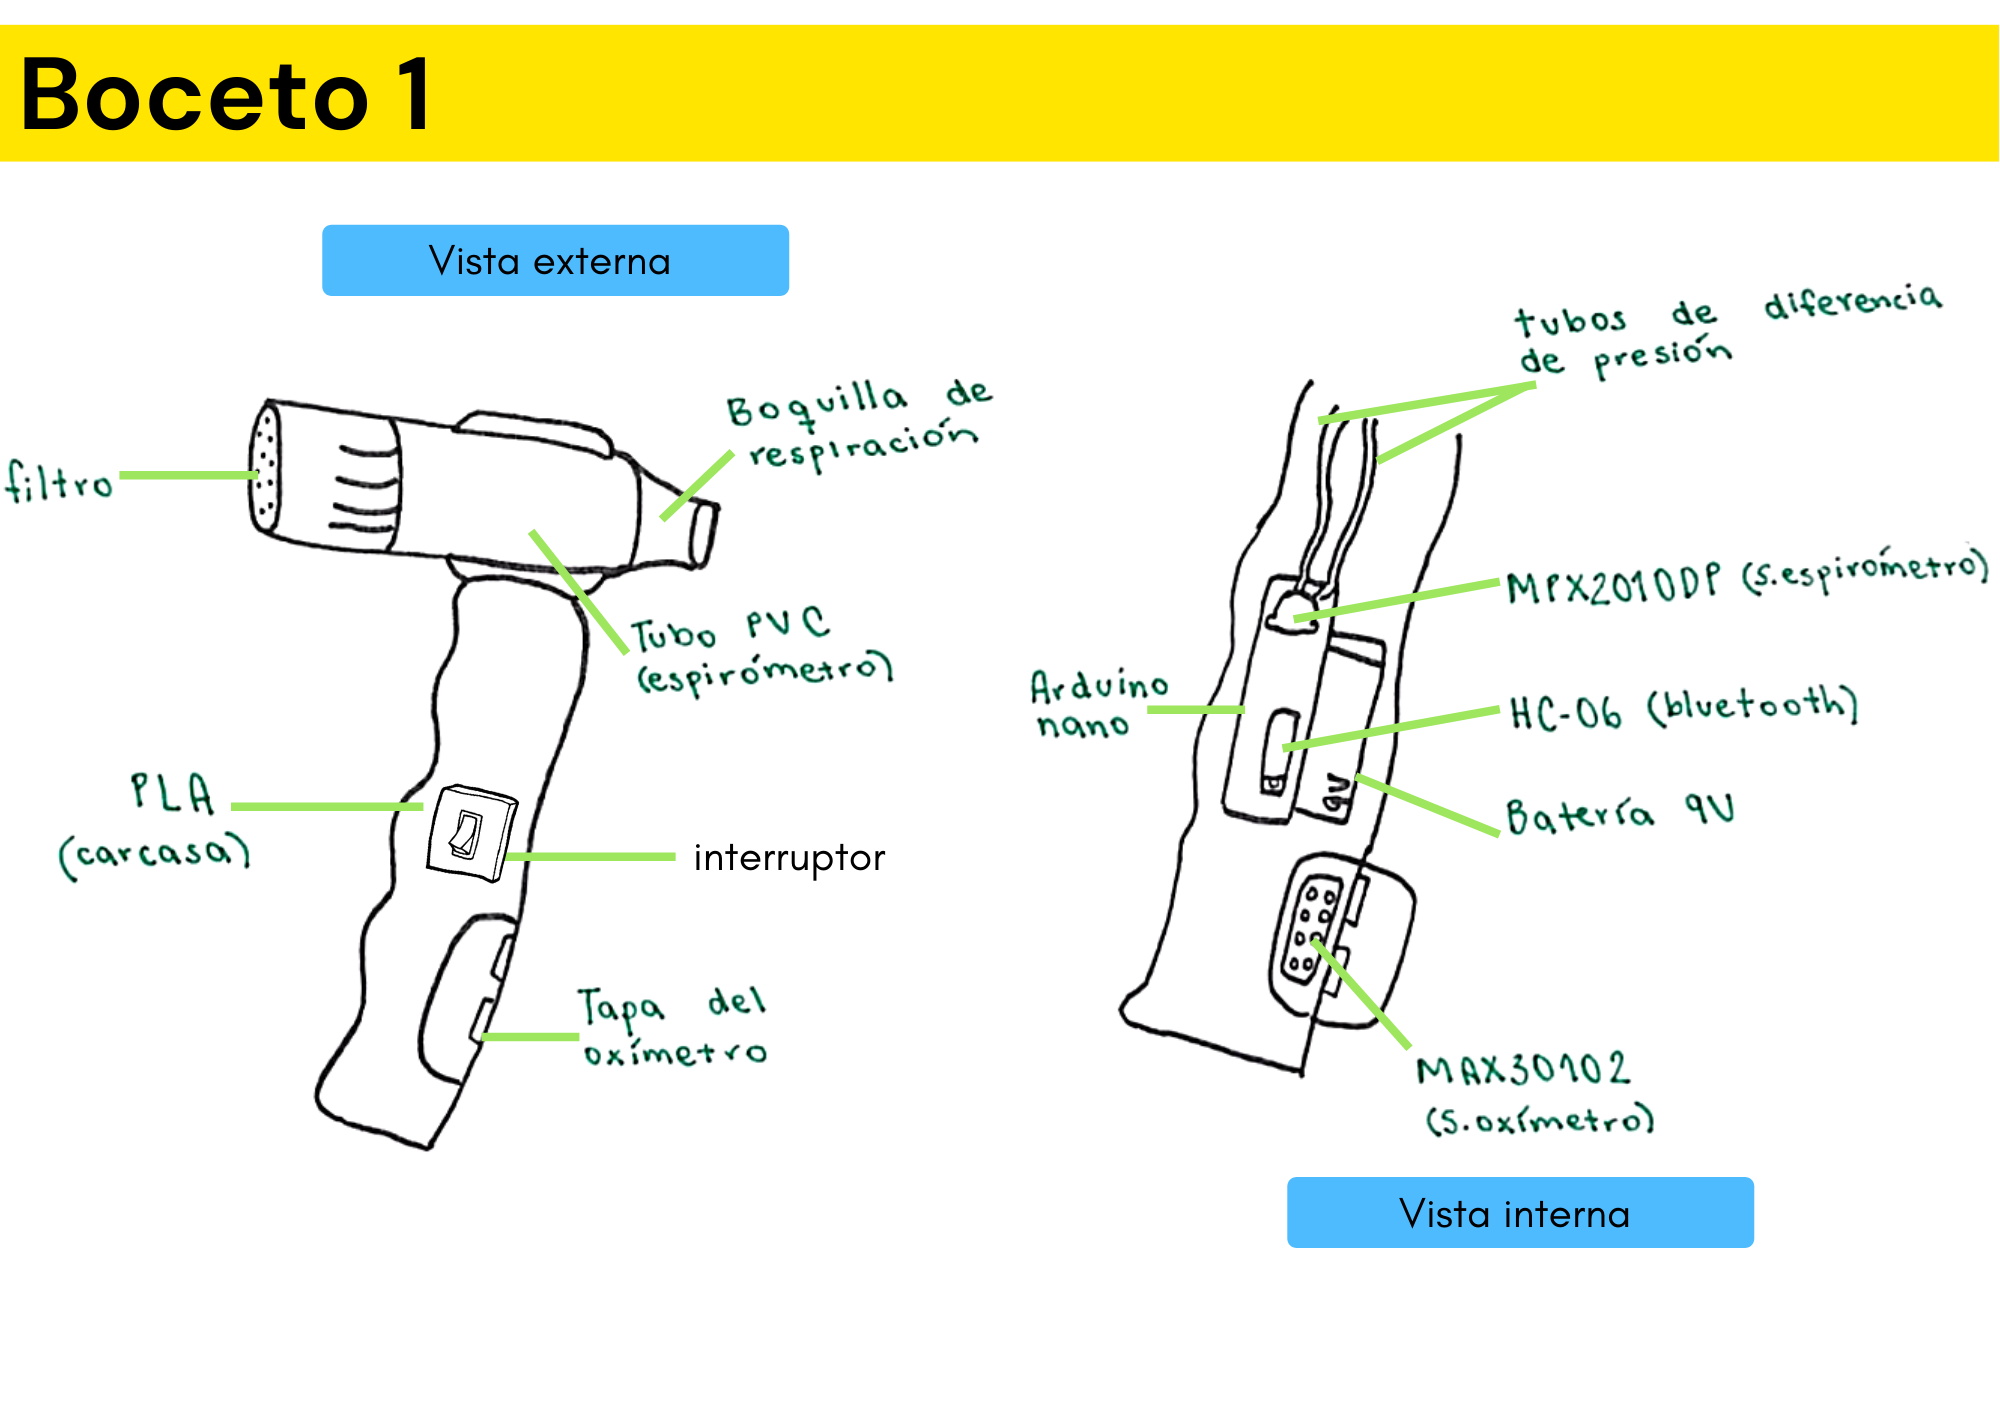 Boceto 1
Vista externa
filtro
Boquilla de
respiración
Tubo PVC
(espirómetro)
PLA
(carcasa)
interruptor
Tapa del
oxímetro
tubos de diferencia
de presión
MPX2010DP (s.espirómetro)
Arduino
nano
HC-06 (bluetooth)
9V
Batería 9V
MAX30102
(s.oxímetro)
Vista interna